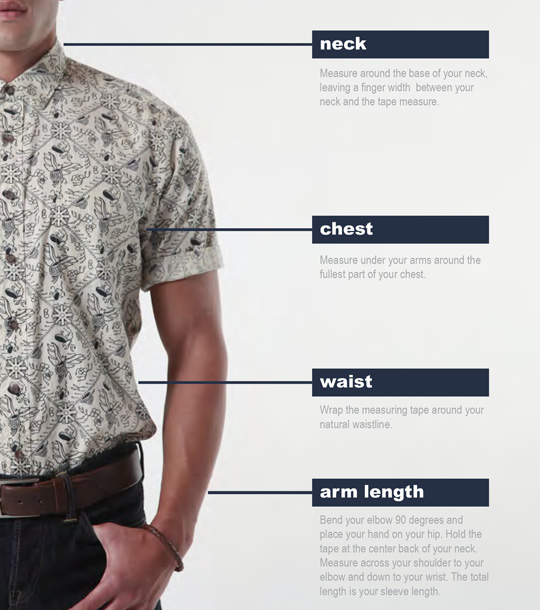 neck
Measure around the base of your neck,
leaving a finger width between your
neck and the tape measure.
chest
Measure under your arms around the
fullest part of your chest.
waist
Wrap the measuring tape around your
natural waistline.
arm length
Bend your elbow 90 degrees and
place your hand on your hip. Hold the
tape at the center back of your neck.
Measure across your shoulder to your
elbow and down to your wrist. The total
length is your sleeve length.